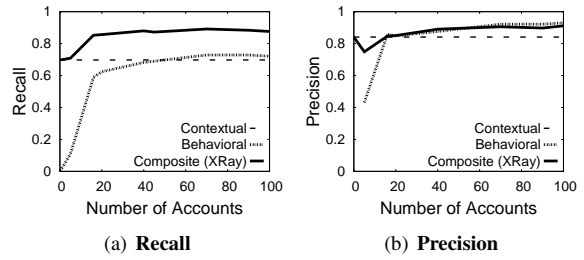 1
0.8
0.6
0.4
0.2
0
Recall
Contextual
Behavioral
Composite (XRay)
0 20 40 60 80 100
Number of Accounts
(a) Recall
1
0.8
0.6
0.4
0.2
0
Precision
Contextual
Behavioral
Composite (XRay)
0 20 40 60 80 100
Number of Accounts
(b) Precision